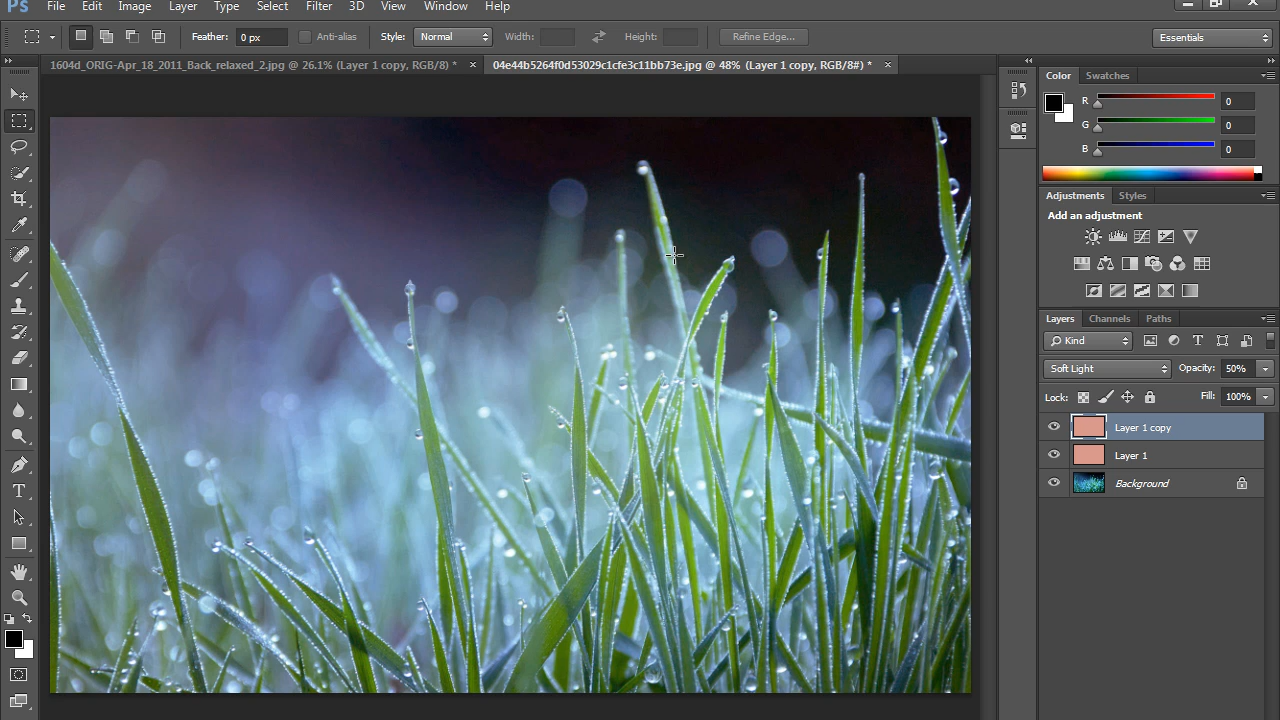 Ps File Edit Image Layer Type Select Filter 3D View Window Help
Feather: 0 px Anti-alias Style: Normal Width: Height: Refine Edge... Essentials
1604d_ORIG-Apr_18_2011_Back_relaxed_2.jpg @ 26.1% (Layer 1 copy, RGB/8) * × 04e44b5264f0d53029c1cfe3c11bb73e.jpg @ 48% (Layer 1 copy, RGB/8#) * ×
Color Swatches
R 0
G 0
B 0
Adjustments Styles
Add an adjustment
Layers Channels Paths
Kind
Soft Light Opacity: 50%
Lock: Fill: 100%
Layer 1 copy
Layer 1
Background